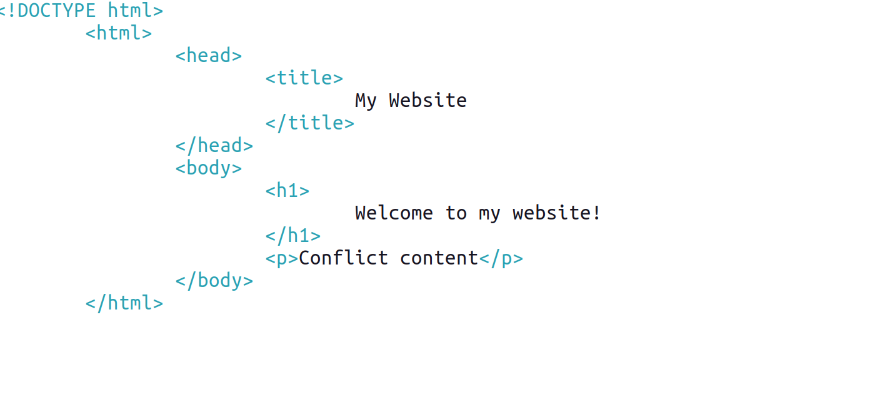 <!DOCTYPE html>
<html>
<head>
<title>
My Website
</title>
</head>
<body>
<h1>
Welcome to my website!
</h1>
<p>Conflict content</p>
</body>
</html>